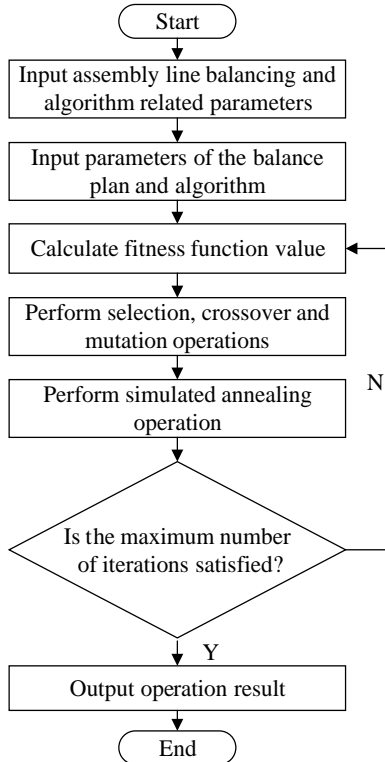 Start
Input assembly line balancing and
algorithm related parameters
Input parameters of the balance
plan and algorithm
Calculate fitness function value
Perform selection, crossover and
mutation operations
N
Perform simulated annealing
operation
Is the maximum number
of iterations satisfied?
Y
Output operation result
End